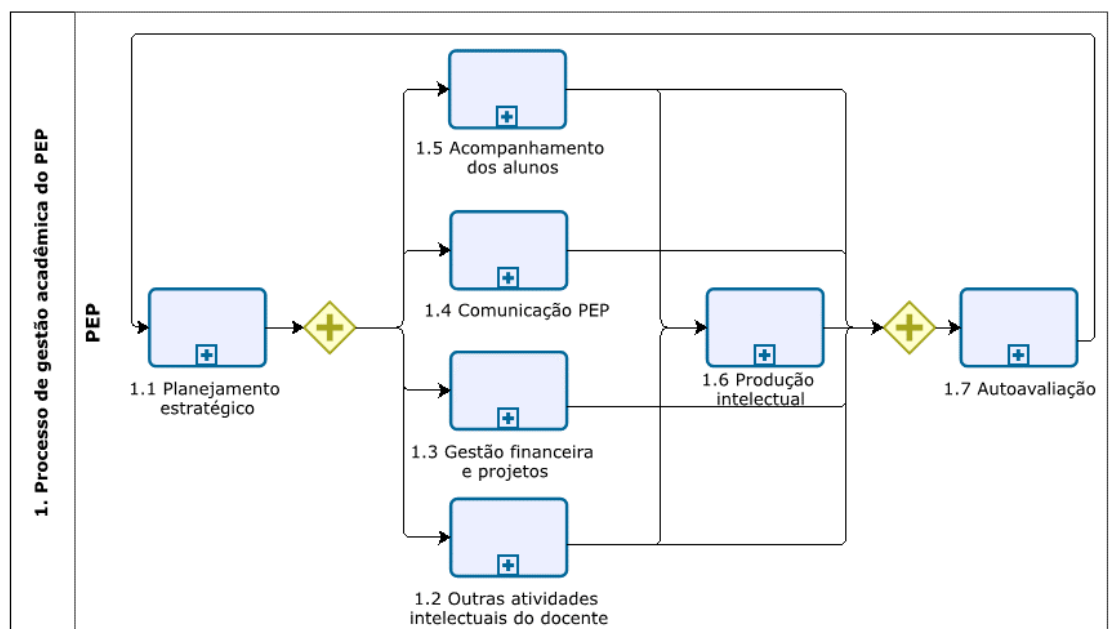 1. Processo de gestão acadêmica do PEP
PEP
1.5 Acompanhamento
dos alunos
1.4 Comunicação PEP
1.1 Planejamento
estratégico
1.6 Produção
intelectual
1.7 Autoavaliação
1.3 Gestão financeira
e projetos
1.2 Outras atividades
intelectuais do docente